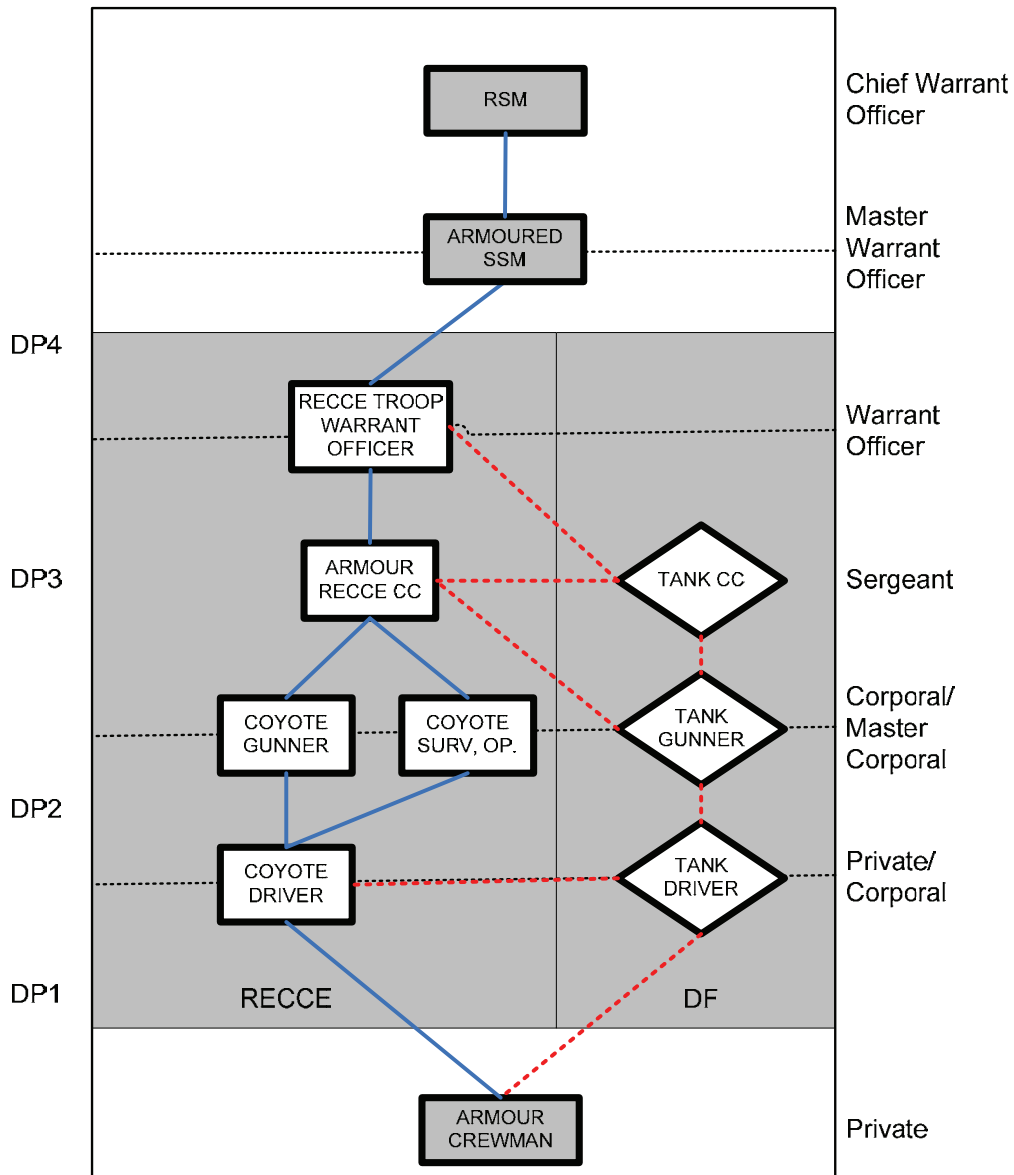 RSM
Chief Warrant
Officer
ARMOURED
SSM
Master
Warrant
Officer
DP4
RECCE TROOP
WARRANT
OFFICER
Warrant
Officer
DP3
ARMOUR
RECCE CC
TANK CC
Sergeant
COYOTE
GUNNER
COYOTE
SURV, OP.
TANK
GUNNER
Corporal/
Master
Corporal
DP2
COYOTE
DRIVER
TANK
DRIVER
Private/
Corporal
DP1
RECCE
DF
ARMOUR
CREWMAN
Private